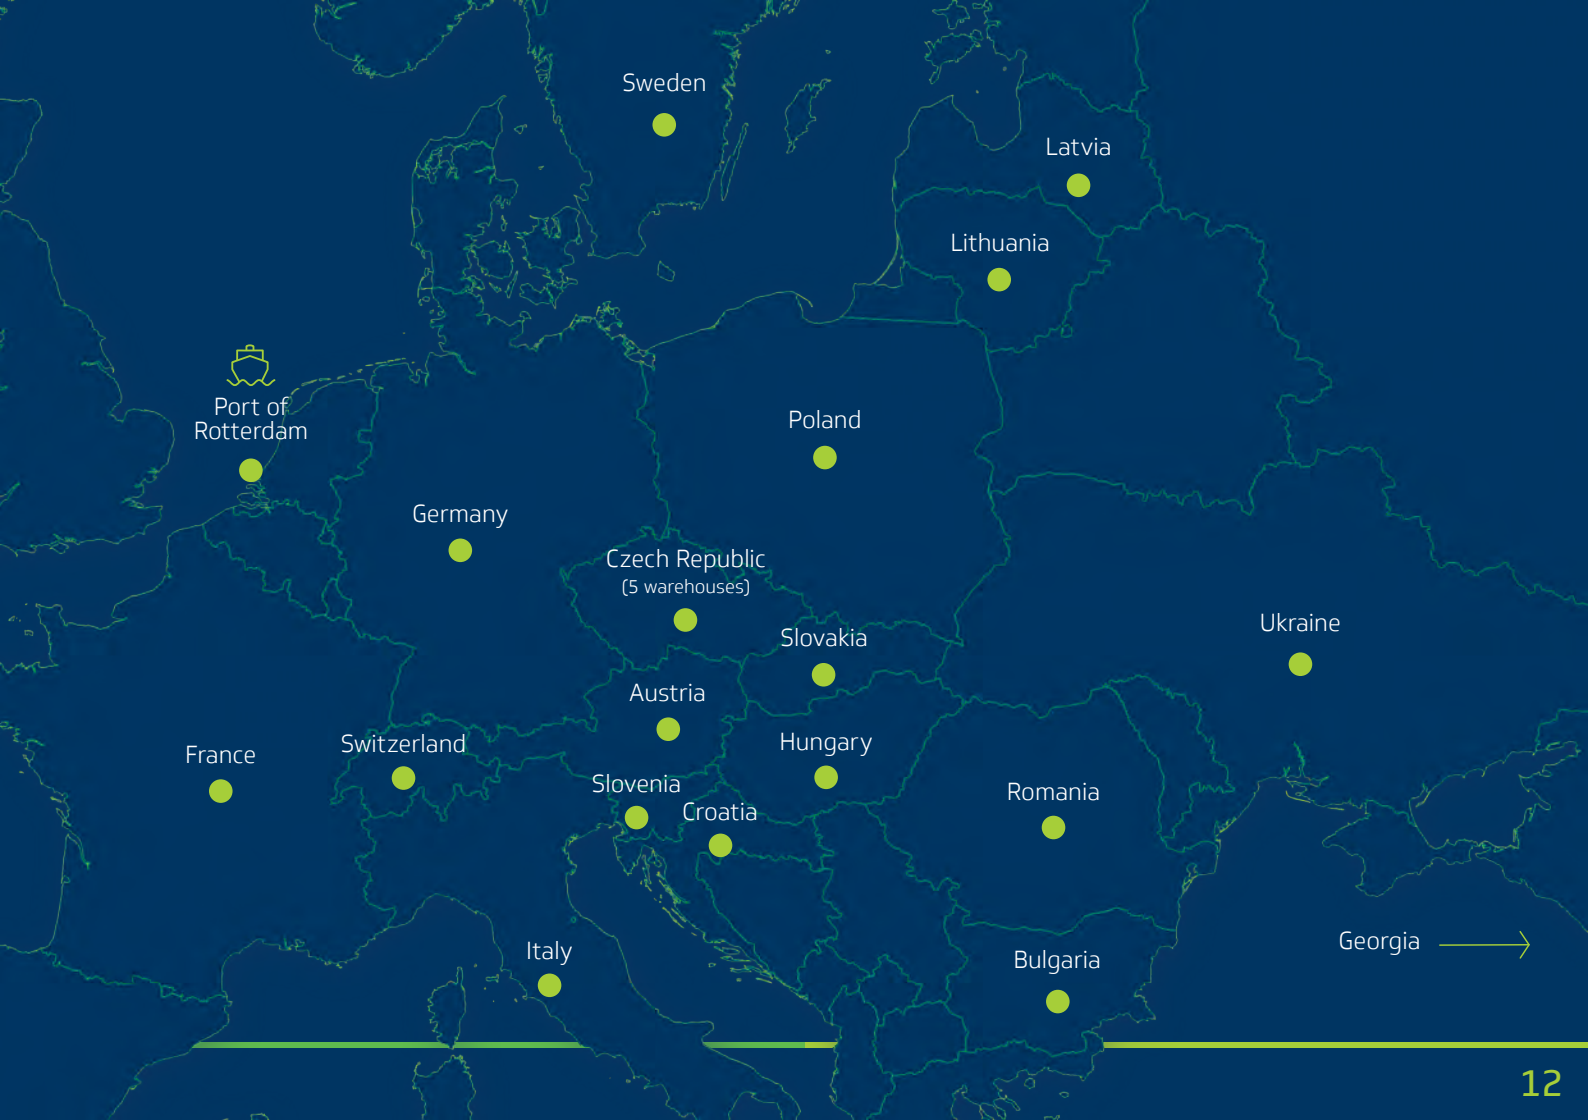 Sweden
Latvia
Lithuania
Port of
Rotterdam
Poland
Germany
Czech Republic
(5 warehouses)
Ukraine
Slovakia
Austria
Hungary
Switzerland
France
Slovenia
Romania
Croatia
Georgia
Italy
Bulgaria
12